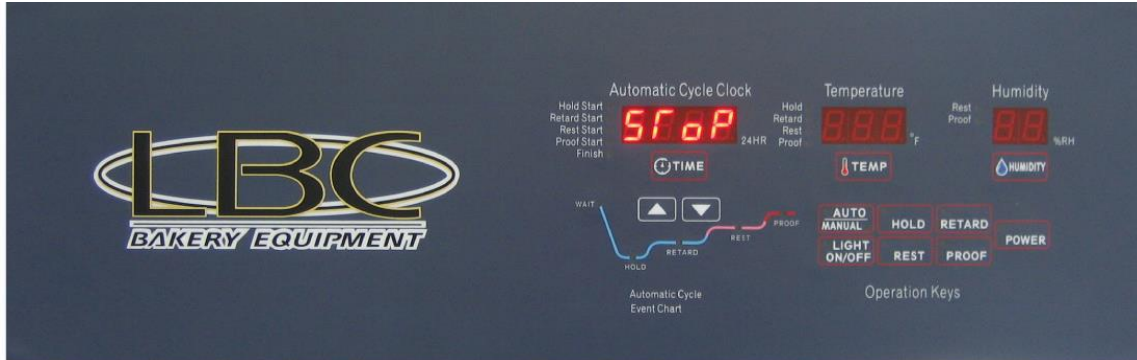 LBC
BAKERY EQUIPMENT
Automatic Cycle Clock
Hold Start
Retard Start
Rest Start
Proof Start
Finish
SToP
24HR
TIME
Temperature
Hold
Retard
Rest
Proof
°F
TEMP
Humidity
Rest
Proof
%RH
HUMIDITY
WAIT
HOLD
RETARD
REST
PROOF
Automatic Cycle
Event Chart
AUTO
MANUAL
HOLD
RETARD
POWER
LIGHT
ON/OFF
REST
PROOF
Operation Keys